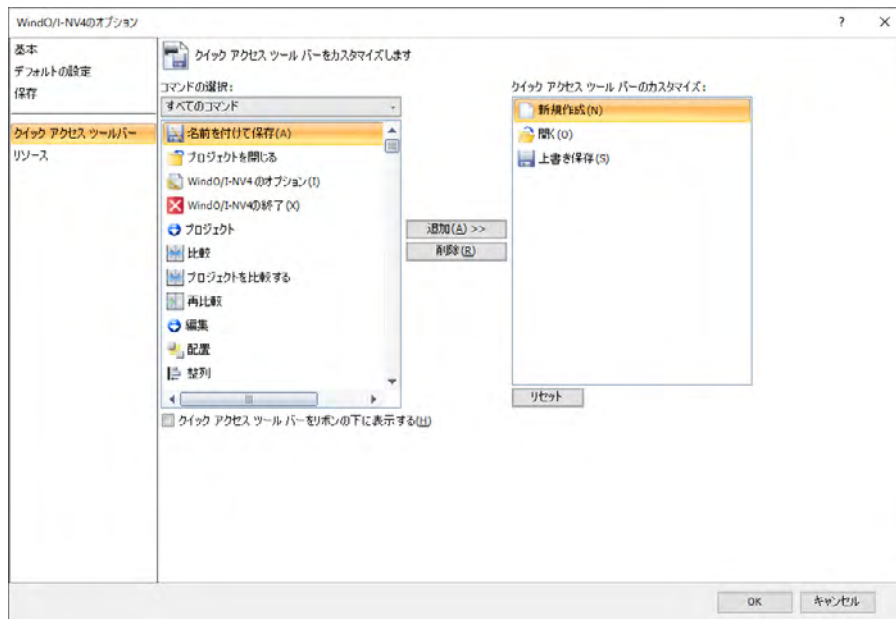 WindO/I-NV4のオプション
基本
デフォルトの設定
保存
クイック アクセス ツールバー
リソース
クイック アクセス ツール バーをカスタマイズします
コマンドの選択:
すべてのコマンド
名前を付けて保存(A)
プロジェクトを閉じる
WindO/I-NV4 のオプション(I)
WindO/I-NV4の終了(X)
プロジェクト
比較
プロジェクトを比較する
再比較
編集
配置
整列
クイック アクセス ツール バーをリボンの下に表示する(H)
追加(A) >>
削除(R)
クイック アクセス ツール バーのカスタマイズ:
新規作成(N)
開く(O)
上書き保存(S)
リセット
OK
キャンセル